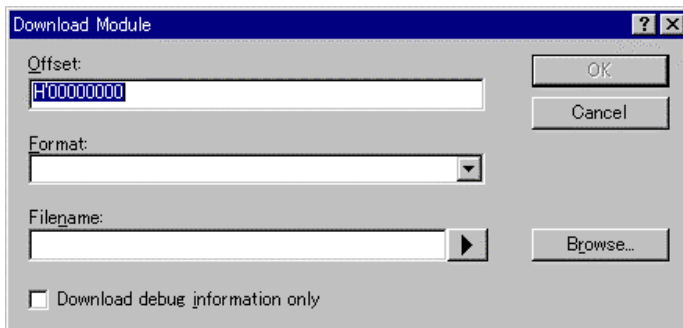 Download Module
Offset:
H'00000000
OK
Cancel
Format:
Filename:
Browse...
Download debug information only